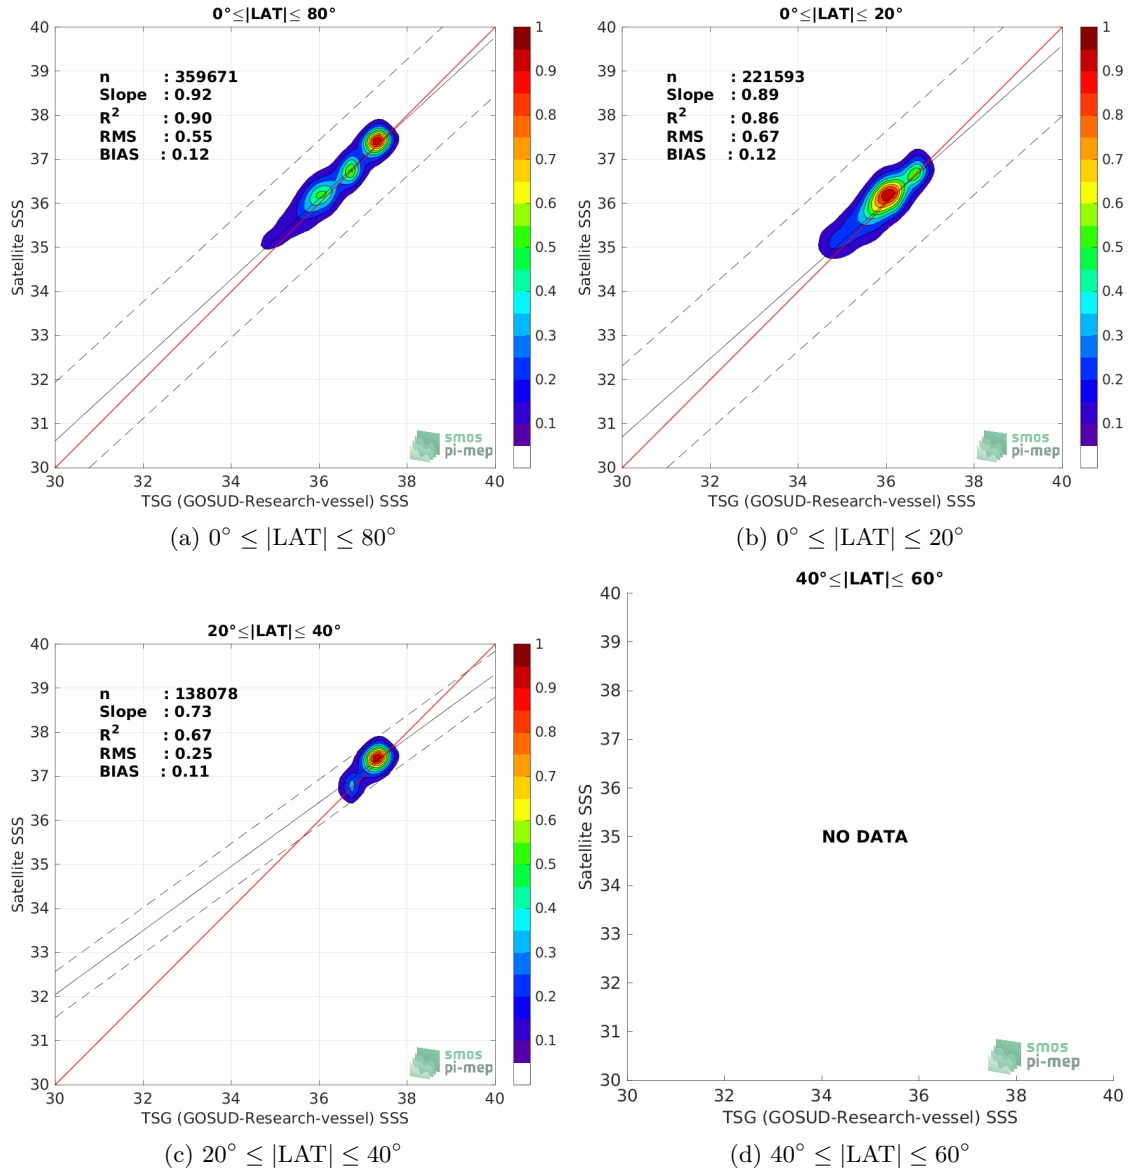 0°≤|LAT|≤ 80°
40
39
38
37
36
35
34
33
32
31
30
Satellite SSS
n : 359671
Slope : 0.92
R² : 0.90
RMS : 0.55
BIAS : 0.12
30 32 34 36 38 40
TSG (GOSUD-Research-vessel) SSS
smos
pi-mep
1
0.9
0.8
0.7
0.6
0.5
0.4
0.3
0.2
0.1
(a) 0° ≤ |LAT| ≤ 80°
0°≤|LAT|≤ 20°
40
39
38
37
36
35
34
33
32
31
30
Satellite SSS
n : 221593
Slope : 0.89
R² : 0.86
RMS : 0.67
BIAS : 0.12
30 32 34 36 38 40
TSG (GOSUD-Research-vessel) SSS
smos
pi-mep
1
0.9
0.8
0.7
0.6
0.5
0.4
0.3
0.2
0.1
(b) 0° ≤ |LAT| ≤ 20°
20°≤|LAT|≤ 40°
40
39
38
37
36
35
34
33
32
31
30
Satellite SSS
n : 138078
Slope : 0.73
R² : 0.67
RMS : 0.25
BIAS : 0.11
30 32 34 36 38 40
TSG (GOSUD-Research-vessel) SSS
smos
pi-mep
1
0.9
0.8
0.7
0.6
0.5
0.4
0.3
0.2
0.1
(c) 20° ≤ |LAT| ≤ 40°
40°≤|LAT|≤ 60°
40
39
38
37
36
35
34
33
32
31
30
Satellite SSS
NO DATA
30 32 34 36 38 40
TSG (GOSUD-Research-vessel) SSS
smos
pi-mep
(d) 40° ≤ |LAT| ≤ 60°